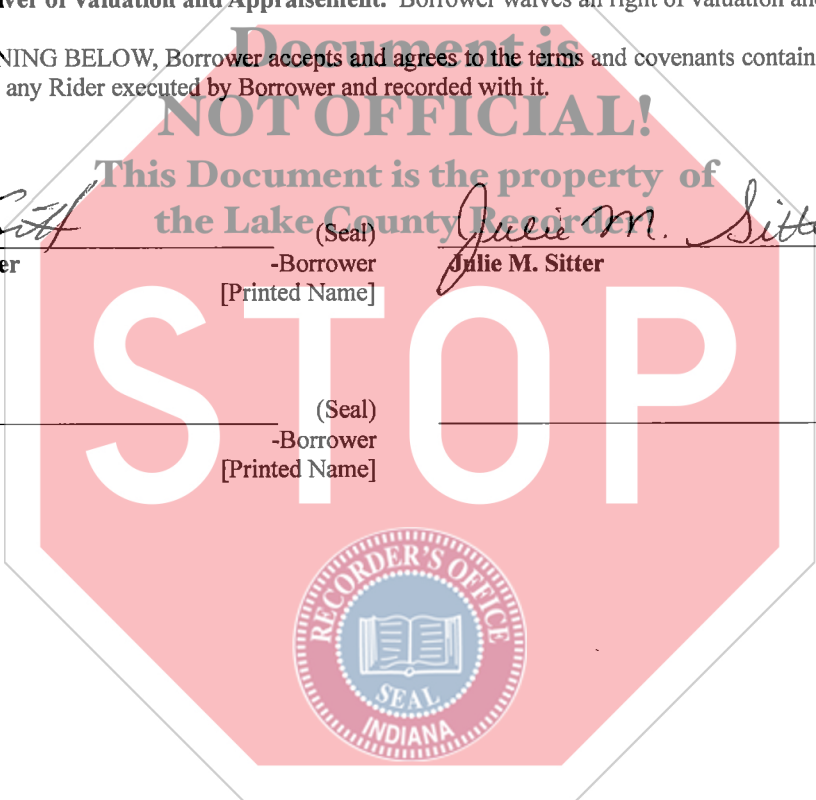 ver of Valuation and Appraisement. Borrower waives all right of valuation and
Document is
NING BELOW, Borrower accepts and agrees to the terms and covenants contain
any Rider executed by Borrower and recorded with it.
NOT OFFICIAL!
This Document is the property of
the Lake County Recorder!
(Seal) Julie M. Sitte
er -Borrower Julie M. Sitter
[Printed Name]
STOP
(Seal)
-Borrower
[Printed Name]
RECORDER'S OFFICE
SEAL
INDIANA